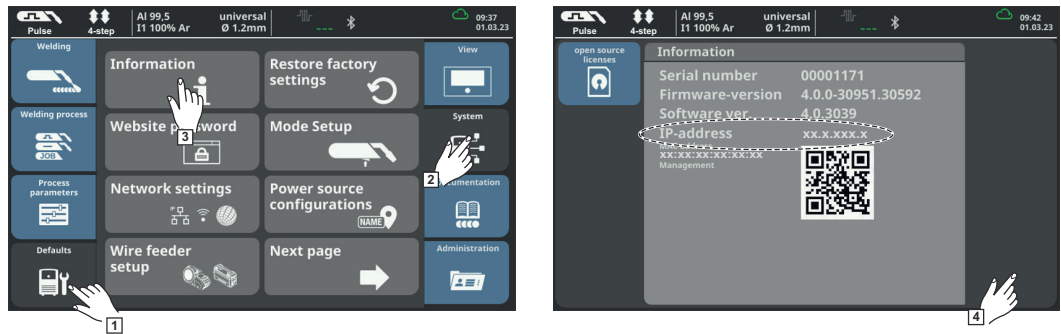 Pulse
4-step
Al 99,5
I1 100% Ar
universal
Ø 1.2mm
---
09:37
01.03.23
Welding
Welding process
JOB
Process
parameters
Defaults
Information
Restore factory
settings
Website password
Mode Setup
Network settings
Power source
configurations
NAME
Wire feeder
setup
Next page
View
System
Documentation
Administration
1
2
3
Pulse
4-step
Al 99,5
I1 100% Ar
universal
Ø 1.2mm
---
09:42
01.03.23
open source
licenses
Information
Serial number 00001171
Firmware-version 4.0.0-30951.30592
Software ver. 4.0.3039
IP-address xx.x.xxx.x
xx:xx:xx:xx:xx:xx
Management
4